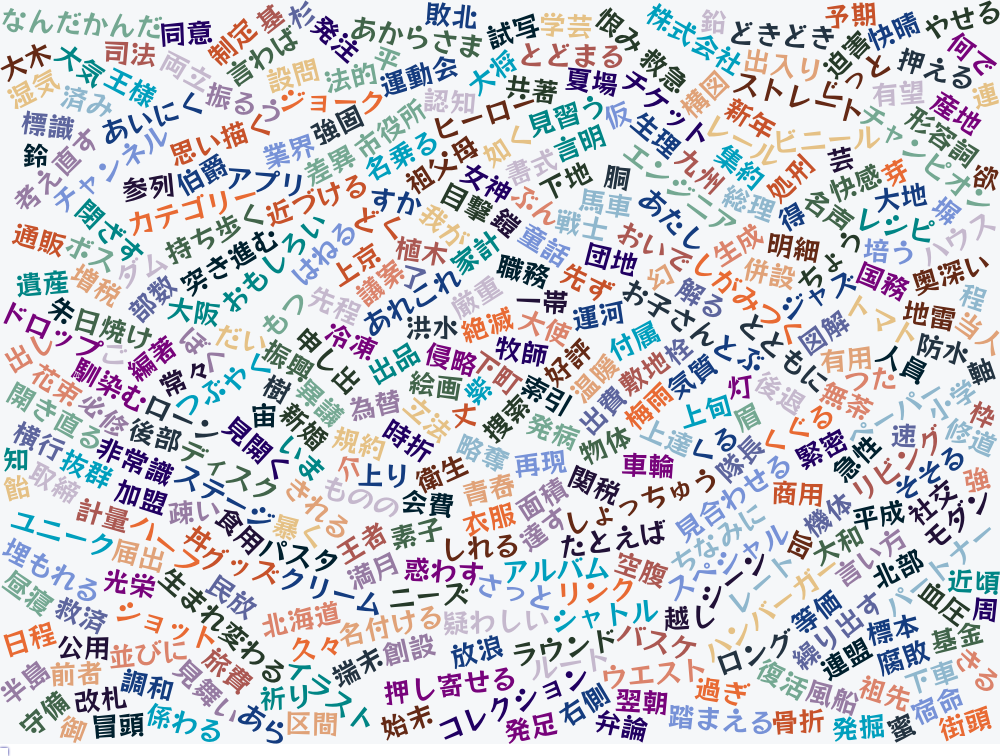 なんだかんだ
同意
制定
基
杉
発注
あからさま
敗北
試写
学芸
恨み
株式会社
鉛
どきどき
予期
迫害
快晴
やせる
大木
大気
司法
両立
言わば
設問
法的
平
運動会
大将
とどまる
救急
出入り
ぐっと
押える
何で
湿気
済み
王様
振るう
ジョーク
認知
共著
夏場
チケット
横図
ストレート
有望
産地
連
標識
あいにく
思い描く
業界
強固
差異
市役所
ヒーロー
見習う
仮
生理
新年
レール
ビニール
チャンピオン
形容詞
鈴
考え直す
チャンネル
参列
伯爵
アプリ
近づける
名乗る
祖父母
如く
書式
言明
エンジニア
九州
集約
処刑
芸
芽
欲
閉ざす
カテゴリー
持ち歩く
すか
目撃
女神
ぶん
下地
胴
馬車
あたし
総理
得
名声
快感
大地
塚
通販
ボス
ダム
突き進む
おもしろい
はねる
どく
我が
鎧
童話
戦士
おいで
生成
明細
ちょう
レシピ
培う
ハウス
遺産
増税
部数
大阪
上京
植木
議案
了
家計
職務
先ず
団地
幻
しがみつく
併設
ジャズ
国務
奥深い
程
朱
日焼け
ぼく
だい
もつ
先程
あれこれ
厳重
一帯
運河
お子さん
解る
図解
トマト
地雷
当人
ドロップ
ご
編著
振興
申し出
冷凍
洪水
絶滅
大使
牧師
好評
付属
とともに
有用
人員
防水
軸
出し
花束
馴染む
常々
つぶやく
樹
異議
出品
侵略
下町
索引
温暖
敷地
栓
気質
とぶ
灯
後退
無茶
った
小学
枠
開き直る
必修
ローン
宙
新婚
為替
絵画
柴
丈
捜索
出費
梅雨
上旬
眉
くぐる
ペーパー
修道
横行
後部
ディスク
見開く
いま
規約
立法
時折
略奪
発病
物体
上達
くる
隊長
緊密
急性
速
リビング
知
抜群
非常識
ステージ
きれる
上り
衛生
再現
車輪
見合わせる
商用
そそる
強
飴
取締
加盟
疎い
暴く
ものの
会費
青春
面積
関税
しょっちゅう
機体
平成
社交
モダン
ユニーク
計量
ハーフ
丼
食用
パスタ
王者
素子
衣服
達す
たとえば
ちなみに
缶
大和
言い方
トナー
埋もれる
届出
グッズ
クリーム
満月
しれる
惑わす
アルバム
空腹
スペシャル
シーン
レート
北部
近頃
昼寝
救済
光栄
生まれ変わる
民放
北海道
ニーズ
さっと
リンク
シャトル
越し
ハンバーガー
等価
パート
血圧
周
日程
公用
ショット
並びに
旅費
久々
名付ける
疑わしい
ラウンド
バスケ
ロング
繰り出す
標本
基金
半島
前者
見舞い
イラスト
端末
創設
放浪
ルート
ウエスト
復活
連盟
腐敗
下車
さる
守備
改札
調和
祈り
押し寄せる
コレクション
右側
翌朝
過ぎ
風船
祖先
宿命
御
冒頭
係わる
あら
区間
始末
発足
弁論
踏まえる
骨折
発掘
蜜
街頭